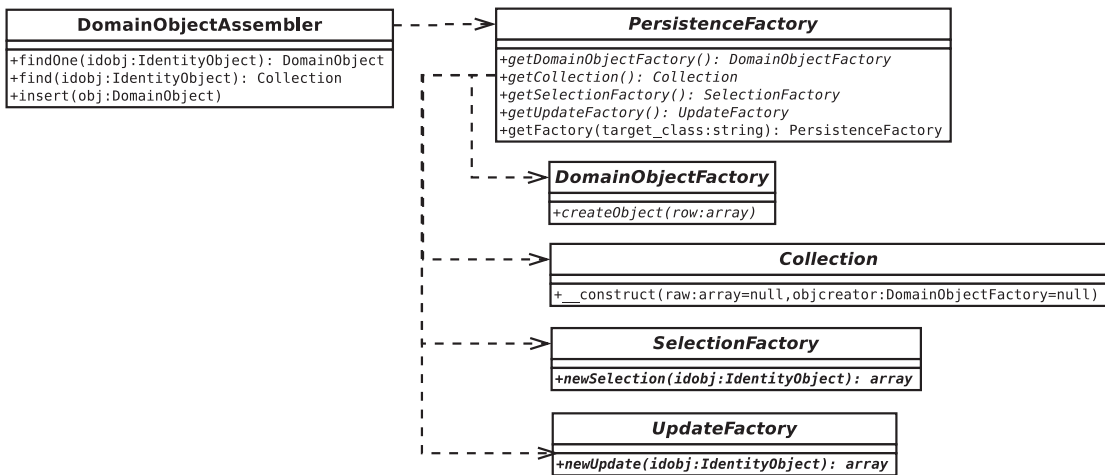 DomainObjectAssembler
+findOne(idobj:IdentityObject): DomainObject
+find(idobj:IdentityObject): Collection
+insert(obj:DomainObject)
PersistenceFactory
+getDomainObjectFactory(): DomainObjectFactory
+getCollection(): Collection
+getSelectionFactory(): SelectionFactory
+getUpdateFactory(): UpdateFactory
+getFactory(target_class:string): PersistenceFactory
DomainObjectFactory
+createObject(row:array)
Collection
+__construct(raw:array=null,objcreator:DomainObjectFactory=null)
SelectionFactory
+newSelection(idobj:IdentityObject): array
UpdateFactory
+newUpdate(idobj:IdentityObject): array